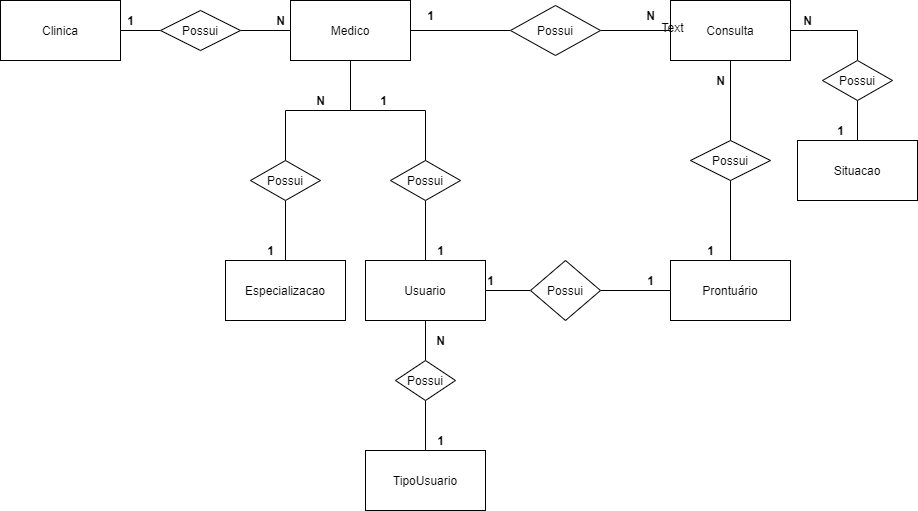 Clinica
1
Possui
N
Medico
1
Possui
N
Text
Consulta
N
Possui
1
Situacao
N
1
N
Possui
Possui
Possui
1
1
1
Especializacao
Usuario
1
Possui
1
Prontuário
N
Possui
1
TipoUsuario